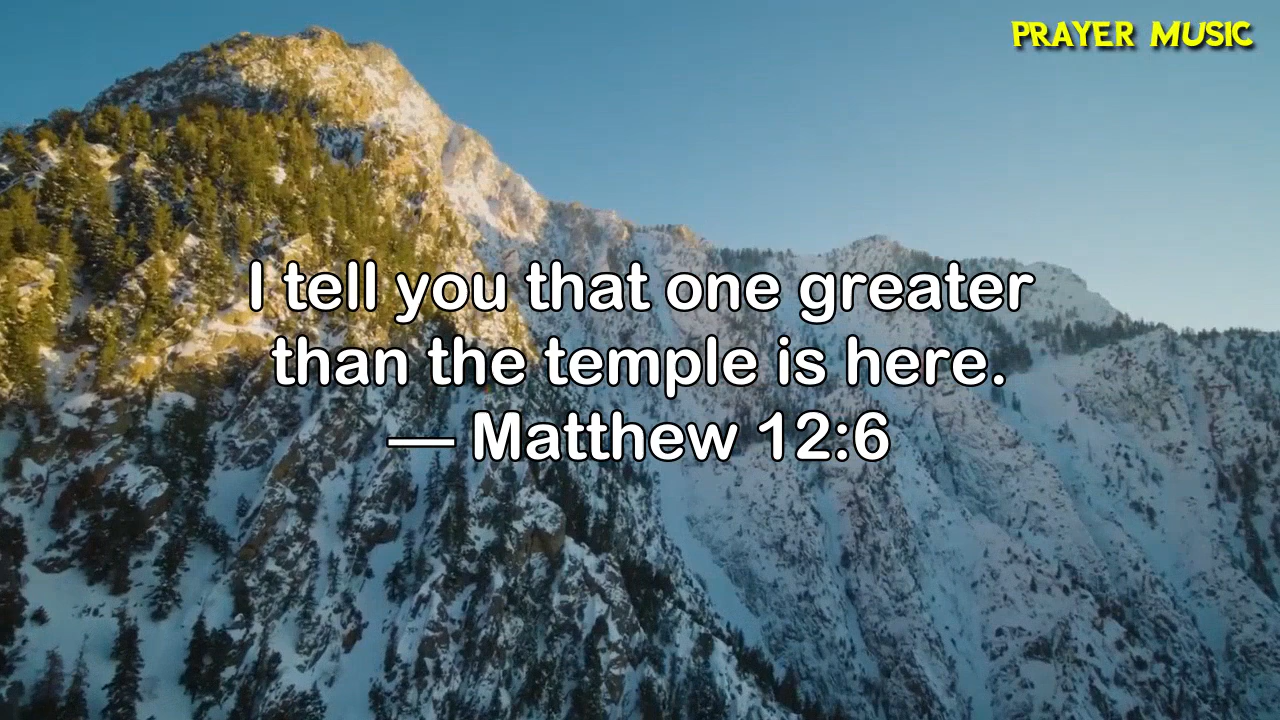 PRAYER MUSIC
I tell you that one greater
than the temple is here.
— Matthew 12:6